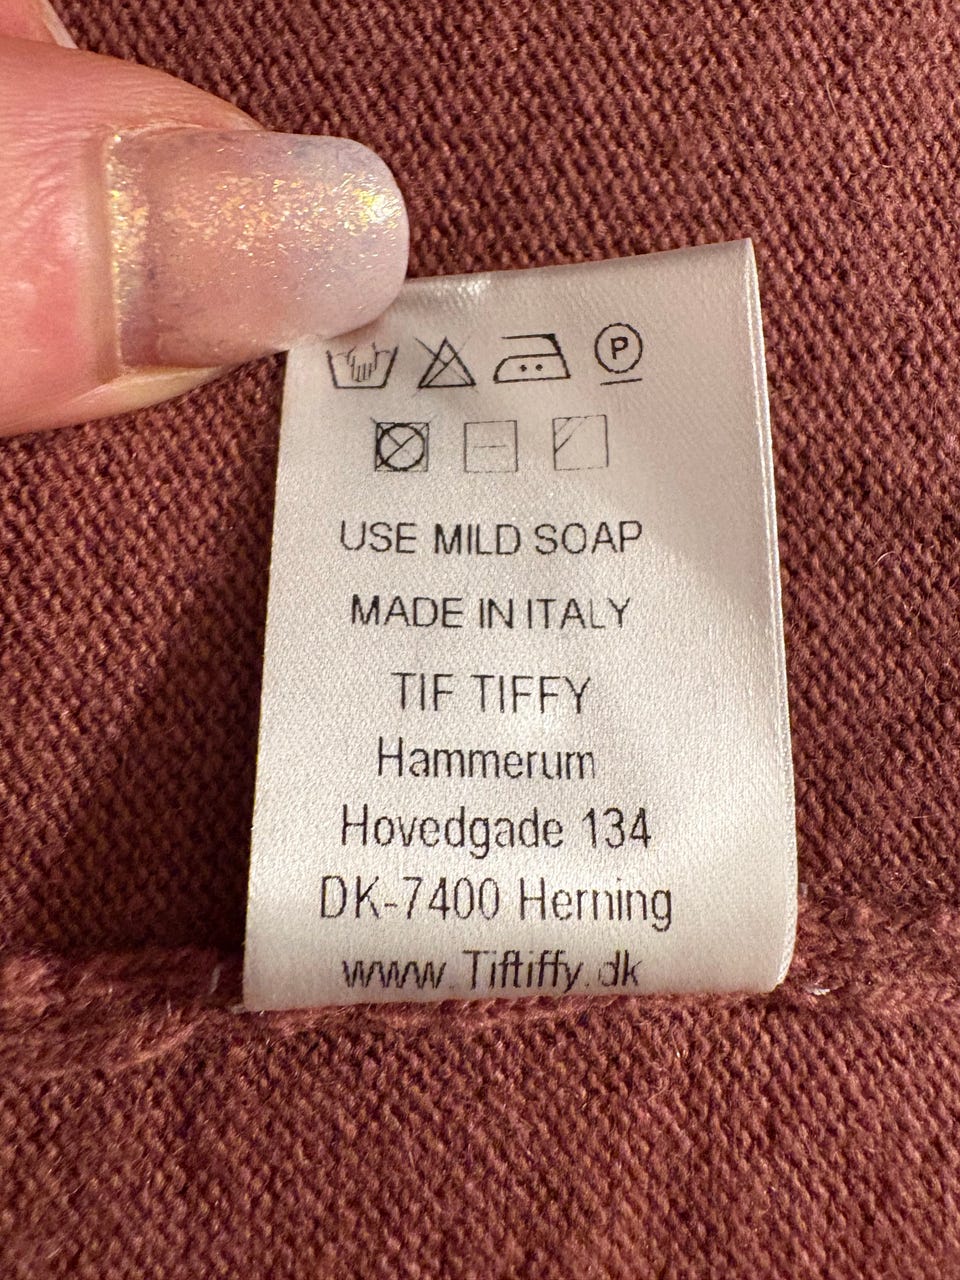 P
USE MILD SOAP
MADE IN ITALY
TIF TIFFY
Hammerum
Hovedgade 134
DK-7400 Herning
www.Tiftiffy.dk